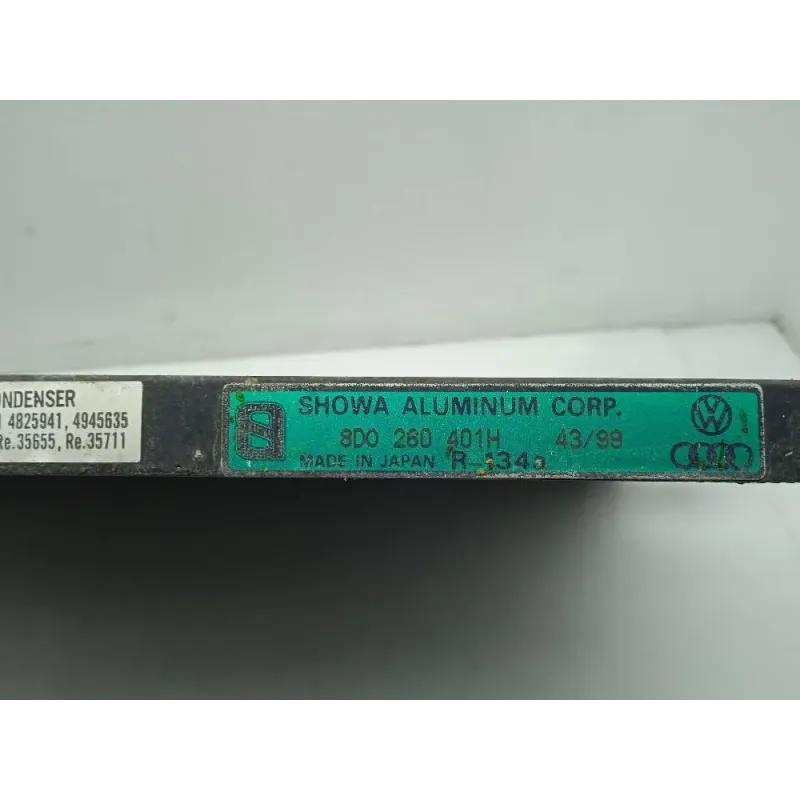 ONDENSER
4825941, 4945635
Re.35655, Re.35711
SHOWA ALUMINUM CORP.
8D0 260 401H 43/99
MADE IN JAPAN R-134a